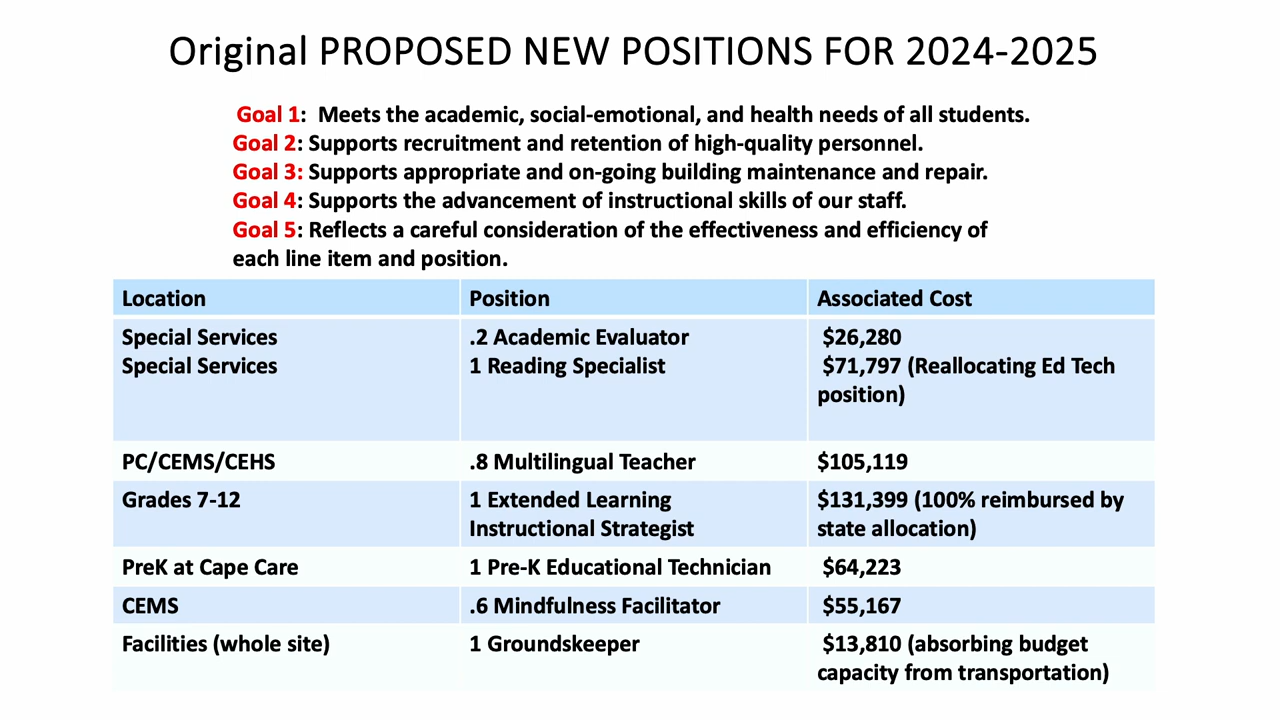 Original PROPOSED NEW POSITIONS FOR 2024-2025
Goal 1:  Meets the academic, social-emotional, and health needs of all students.
Goal 2: Supports recruitment and retention of high-quality personnel.
Goal 3: Supports appropriate and on-going building maintenance and repair.
Goal 4: Supports the advancement of instructional skills of our staff.
Goal 5: Reflects a careful consideration of the effectiveness and efficiency of
each line item and position.
Location Position Associated Cost
Special Services .2 Academic Evaluator $26,280
Special Services 1 Reading Specialist $71,797 (Reallocating Ed Tech
position)
PC/CEMS/CEHS .8 Multilingual Teacher $105,119
Grades 7-12 1 Extended Learning $131,399 (100% reimbursed by
Instructional Strategist state allocation)
PreK at Cape Care 1 Pre-K Educational Technician $64,223
CEMS .6 Mindfulness Facilitator $55,167
Facilities (whole site) 1 Groundskeeper $13,810 (absorbing budget
capacity from transportation)